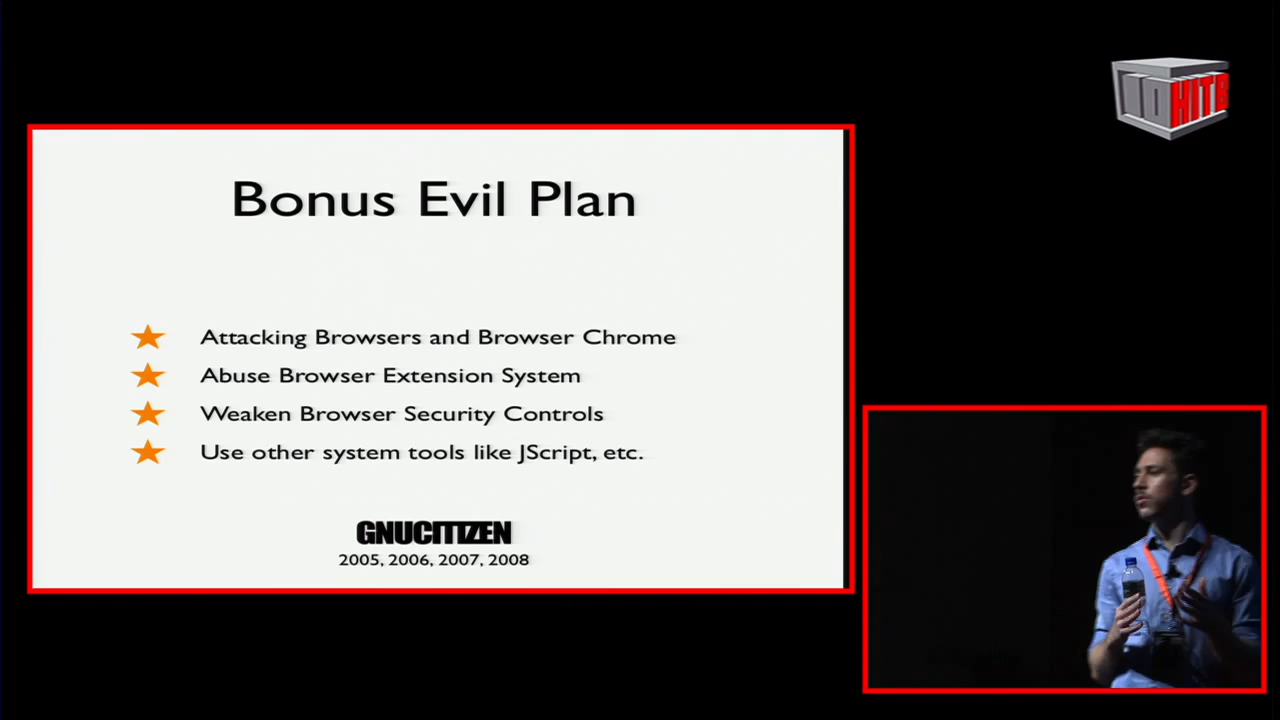 Bonus Evil Plan
Attacking Browsers and Browser Chrome
Abuse Browser Extension System
Weaken Browser Security Controls
Use other system tools like JScript, etc.
GNUCITIZEN
2005, 2006, 2007, 2008
HITB